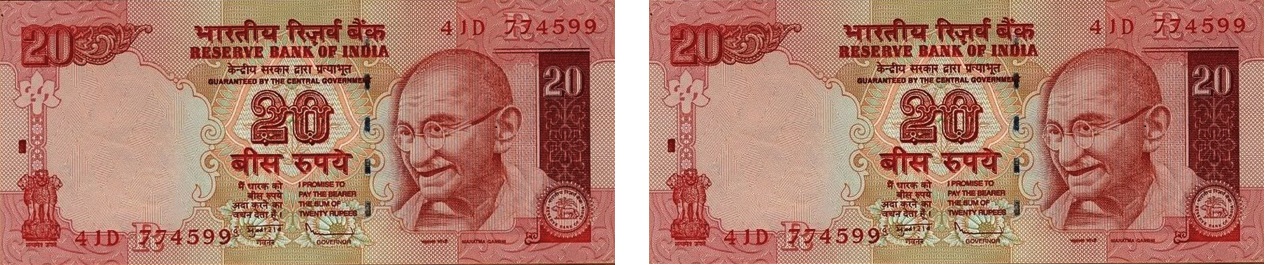 20
भारतीय रिज़र्व बैंक
RESERVE BANK OF INDIA
केन्द्रीय सरकार द्वारा प्रत्याभूत
GUARANTEED BY THE CENTRAL GOVERNMENT
4JD 774599
20
20
बीस रुपये
मैं धारक को
बीस रुपये
अदा करने का
वचन देता हूँ।
I PROMISE TO
PAY THE BEARER
THE SUM OF
TWENTY RUPEES
4JD 774599
गवर्नर
GOVERNOR
महात्मा गांधी
MAHATMA GANDHI
20
भारतीय रिज़र्व बैंक
RESERVE BANK OF INDIA
केन्द्रीय सरकार द्वारा प्रत्याभूत
GUARANTEED BY THE CENTRAL GOVERNMENT
4JD 774599
20
20
बीस रुपये
मैं धारक को
बीस रुपये
अदा करने का
वचन देता हूँ।
I PROMISE TO
PAY THE BEARER
THE SUM OF
TWENTY RUPEES
4JD 774599
गवर्नर
GOVERNOR
महात्मा गांधी
MAHATMA GANDHI